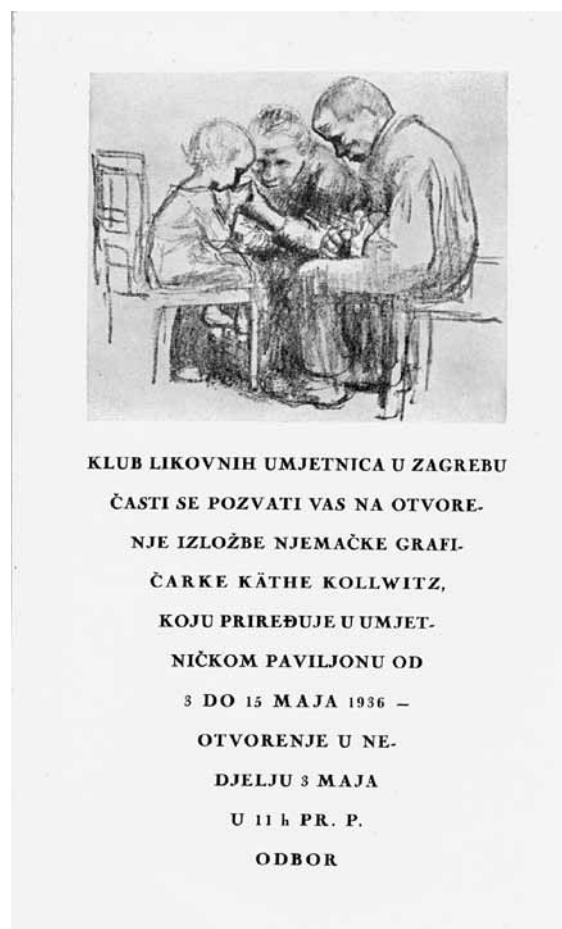 KLUB LIKOVNIH UMJETNICA U ZAGREBU
ČASTI SE POZVATI VAS NA OTVORE-
NJE IZLOŽBE NJEMAČKE GRAFI-
ČARKE KÄTHE KOLLWITZ,
KOJU PRIREĐUJE U UMJET-
NIČKOM PAVILJONU OD
3 DO 15 MAJA 1936 –
OTVORENJE U NE-
DJELJU 3 MAJA
U 11 h PR. P.
ODBOR